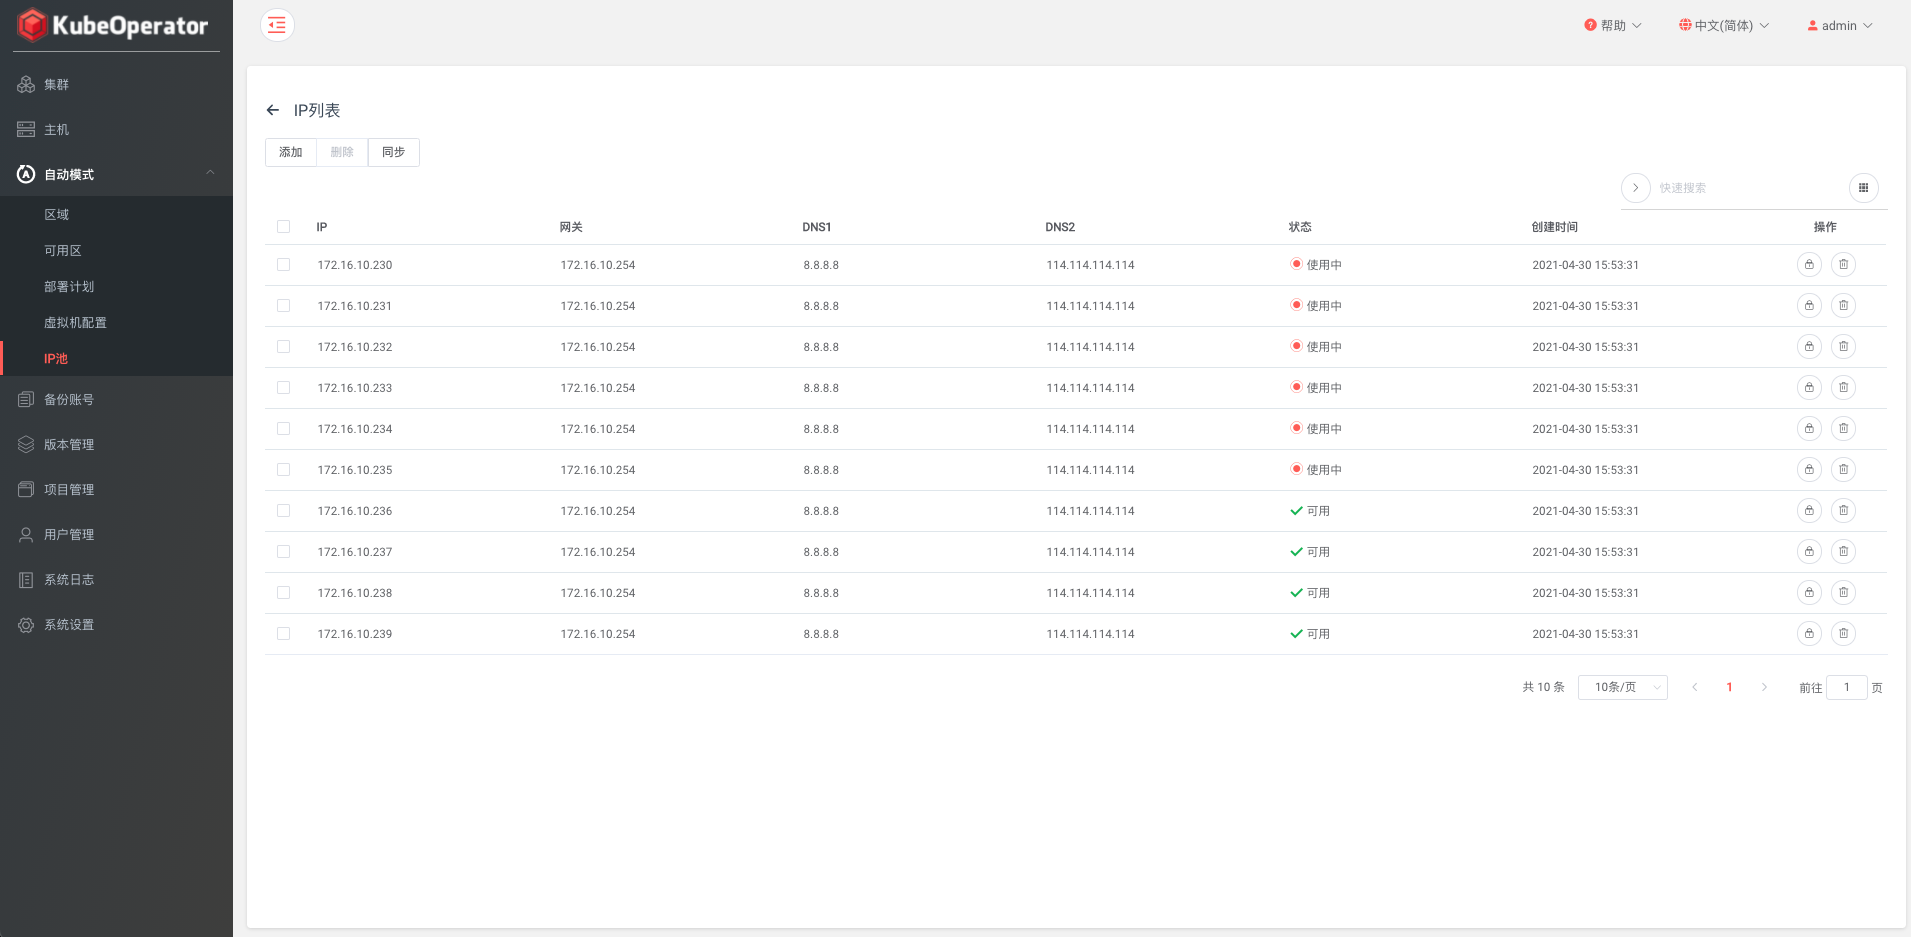 KubeOperator
帮助
中文(简体)
admin
集群
主机
自动模式
区域
可用区
部署计划
虚拟机配置
IP池
备份账号
版本管理
项目管理
用户管理
系统日志
系统设置
IP列表
添加 删除 同步
快速搜索
IP 网关 DNS1 DNS2 状态 创建时间 操作
172.16.10.230 172.16.10.254 8.8.8.8 114.114.114.114 使用中 2021-04-30 15:53:31
172.16.10.231 172.16.10.254 8.8.8.8 114.114.114.114 使用中 2021-04-30 15:53:31
172.16.10.232 172.16.10.254 8.8.8.8 114.114.114.114 使用中 2021-04-30 15:53:31
172.16.10.233 172.16.10.254 8.8.8.8 114.114.114.114 使用中 2021-04-30 15:53:31
172.16.10.234 172.16.10.254 8.8.8.8 114.114.114.114 使用中 2021-04-30 15:53:31
172.16.10.235 172.16.10.254 8.8.8.8 114.114.114.114 使用中 2021-04-30 15:53:31
172.16.10.236 172.16.10.254 8.8.8.8 114.114.114.114 可用 2021-04-30 15:53:31
172.16.10.237 172.16.10.254 8.8.8.8 114.114.114.114 可用 2021-04-30 15:53:31
172.16.10.238 172.16.10.254 8.8.8.8 114.114.114.114 可用 2021-04-30 15:53:31
172.16.10.239 172.16.10.254 8.8.8.8 114.114.114.114 可用 2021-04-30 15:53:31
共 10 条 10条/页 1 前往 1 页